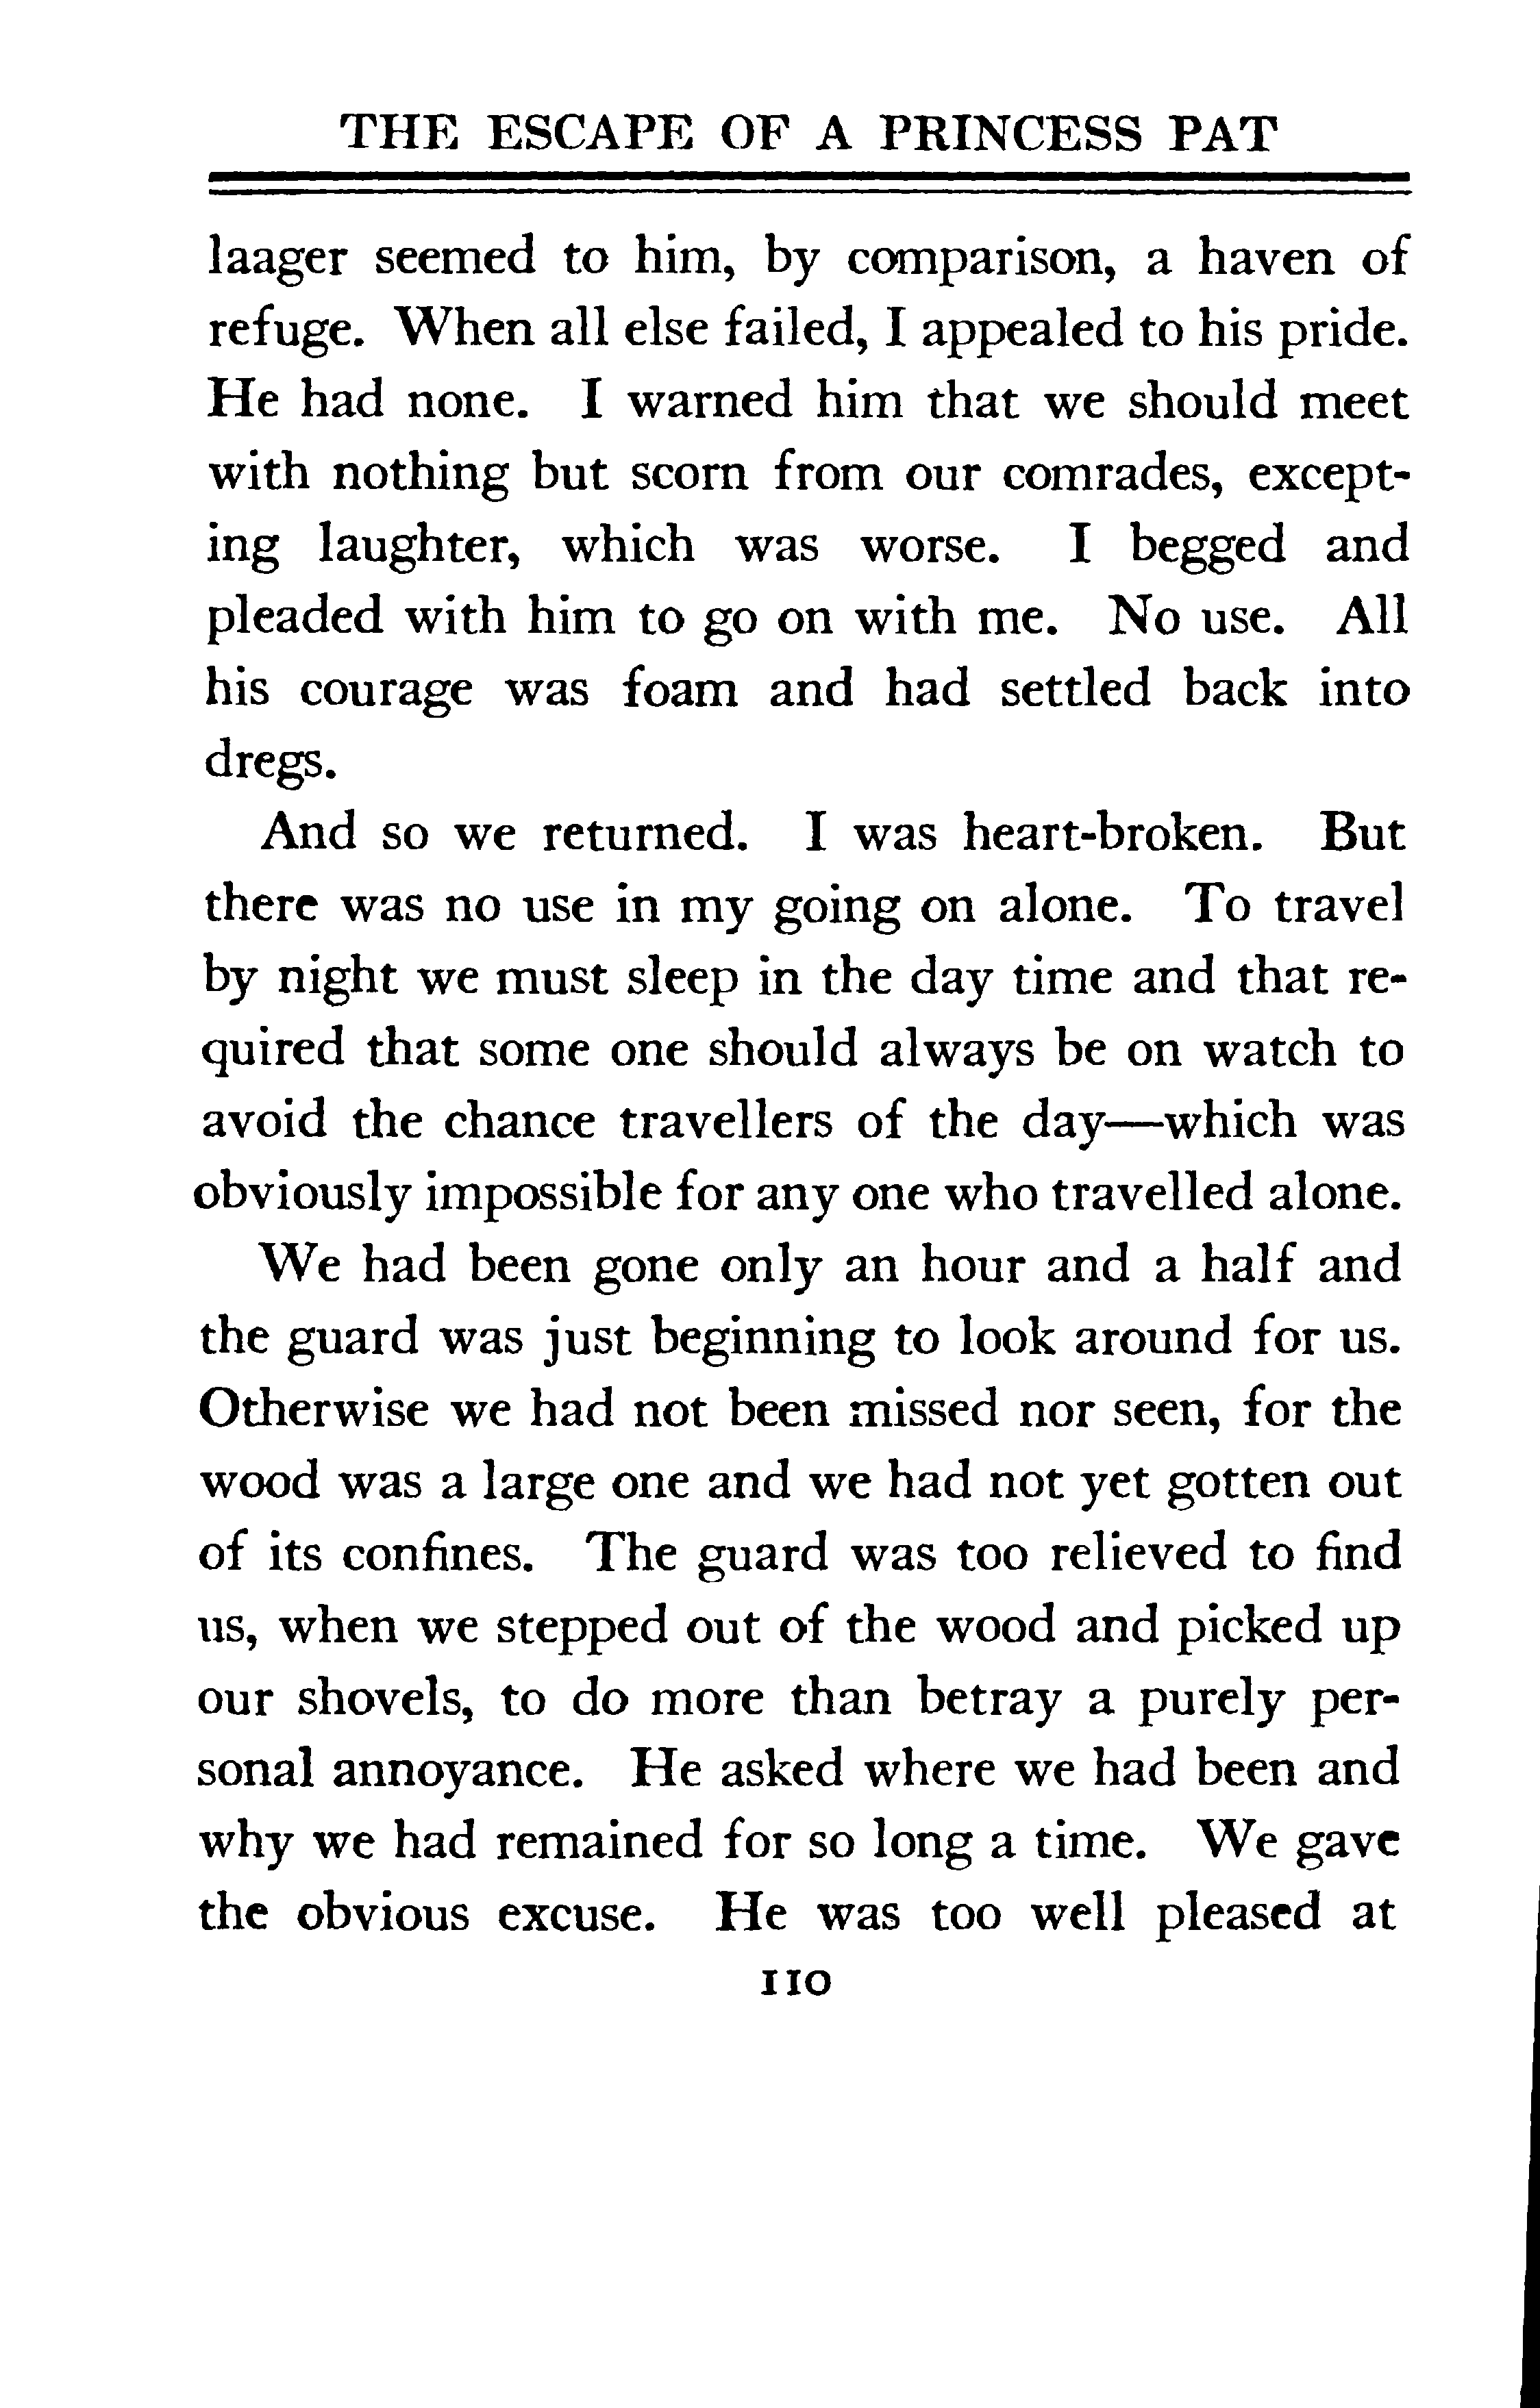 THE ESCAPE OF A PRINCESS PAT
laager seemed to him, by comparison, a haven of
refuge. When all else failed, I appealed to his pride.
He had none. I warned him that we should meet
with nothing but scorn from our comrades, except-
ing laughter, which was worse. I begged and
pleaded with him to go on with me. No use. All
his courage was foam and had settled back into
dregs.
And so we returned. I was heart-broken. But
there was no use in my going on alone. To travel
by night we must sleep in the day time and that re-
quired that some one should always be on watch to
avoid the chance travellers of the day—which was
obviously impossible for any one who travelled alone.
We had been gone only an hour and a half and
the guard was just beginning to look around for us.
Otherwise we had not been missed nor seen, for the
wood was a large one and we had not yet gotten out
of its confines. The guard was too relieved to find
us, when we stepped out of the wood and picked up
our shovels, to do more than betray a purely per-
sonal annoyance. He asked where we had been and
why we had remained for so long a time. We gave
the obvious excuse. He was too well pleased at
110